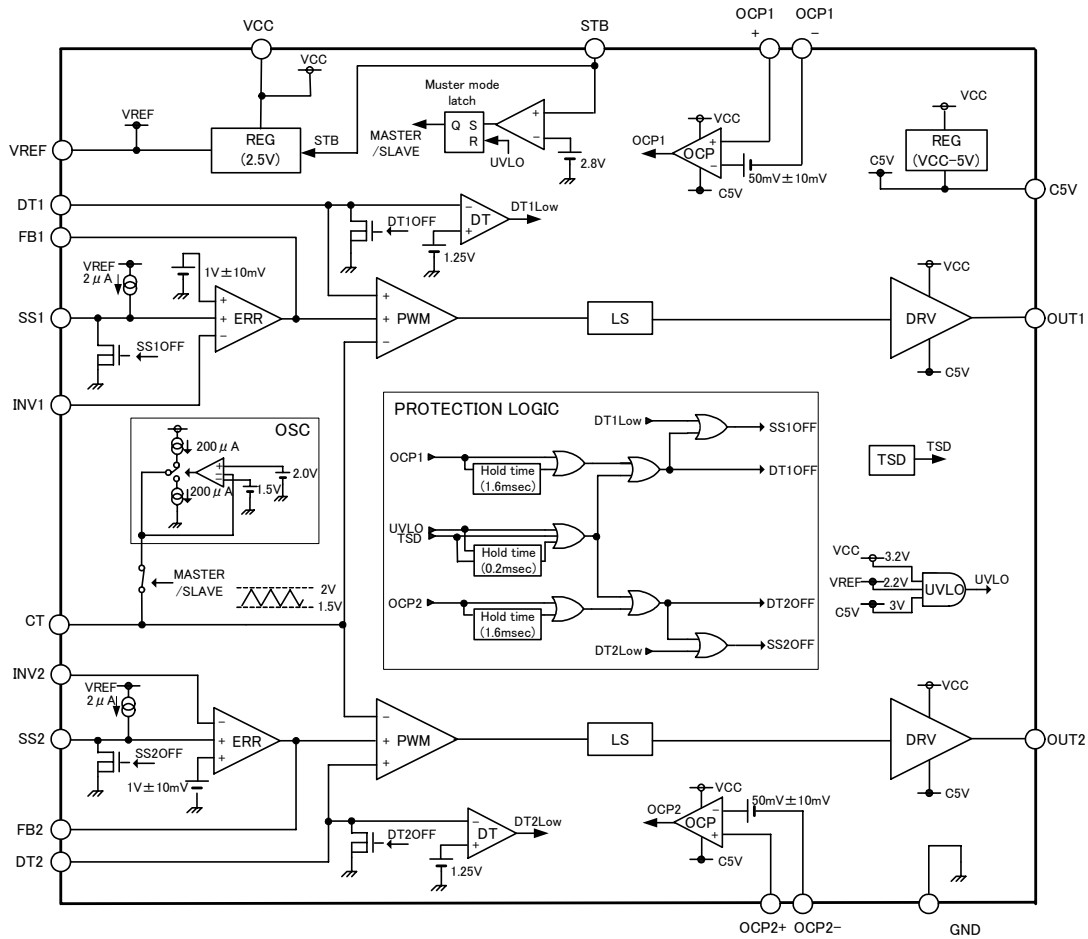 VCC
STB
OCP1
+
OCP1
-
VCC
VREF
Muster mode
latch
VREF
REG
(2.5V)
STB
MASTER
/SLAVE
Q S
R
UVLO
+
-
2.8V
OCP1
VCC
OCP
+
-
50mV±10mV
C5V
VCC
REG
(VCC-5V)
C5V
C5V
DT1
FB1
DT1OFF
-
+
DT
DT1Low
1.25V
VREF
2μA
1V±10mV
SS1
+
+
-
ERR
SS1OFF
INV1
+
+
-
PWM
LS
VCC
DRV
C5V
OUT1
OSC
200μA
200μA
+
-
-
1.5V
2.0V
MASTER
/SLAVE
2V
1.5V
CT
PROTECTION LOGIC
DT1Low
SS1OFF
OCP1
Hold time
(1.6msec)
DT1OFF
UVLO
TSD
Hold time
(0.2msec)
OCP2
Hold time
(1.6msec)
DT2OFF
DT2Low
SS2OFF
TSD
TSD
VCC
3.2V
VREF
2.2V
C5V
3V
UVLO
UVLO
INV2
VREF
2μA
SS2
-
+
+
ERR
SS2OFF
1V±10mV
-
+
+
PWM
LS
VCC
DRV
C5V
OUT2
FB2
DT2
DT2OFF
-
+
DT
DT2Low
1.25V
OCP2
VCC
OCP
-
+
50mV±10mV
C5V
OCP2+
OCP2-
GND